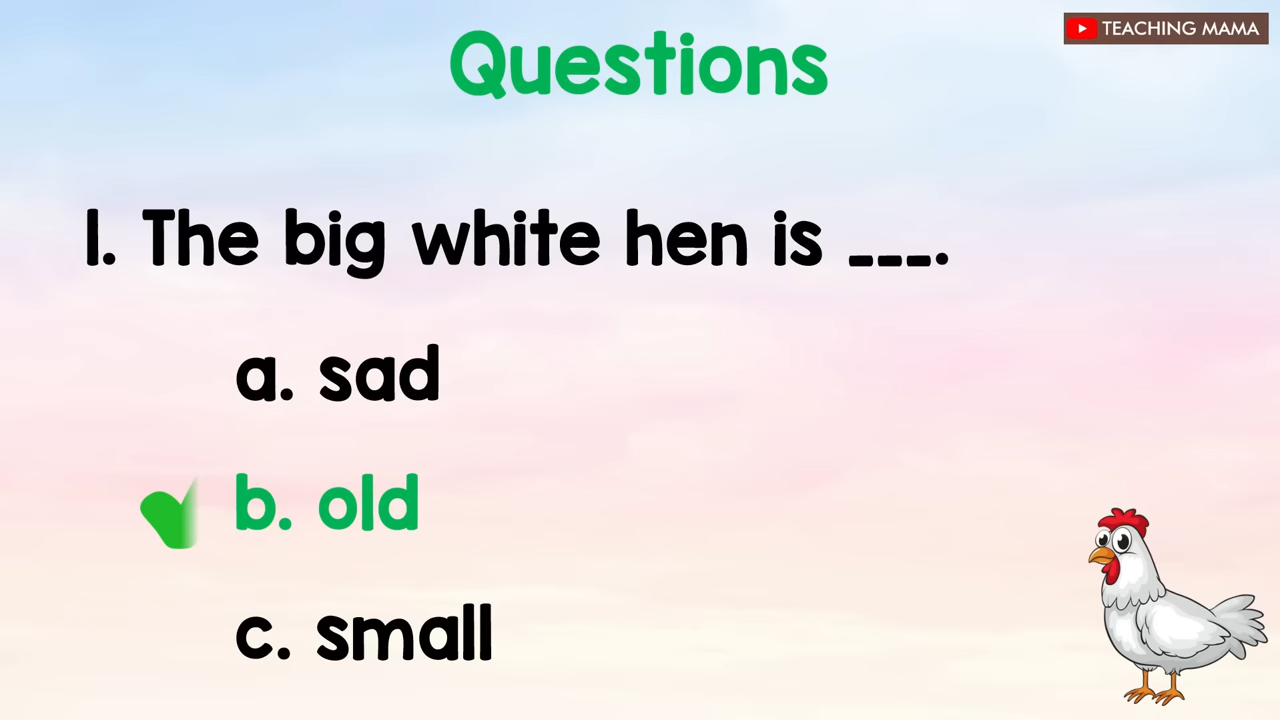 TEACHING MAMA
Questions
1. The big white hen is ___.
a. sad
b. old
c. small